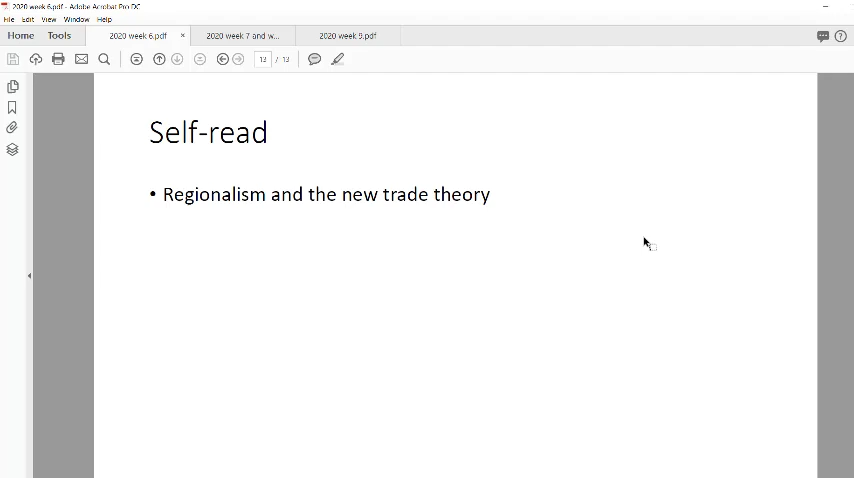 2020 week 6.pdf - Adobe Acrobat Pro DC
File Edit View Window Help
Home Tools 2020 week 6.pdf × 2020 week 7 and w... 2020 week 9.pdf
13 / 13
Self-read
• Regionalism and the new trade theory